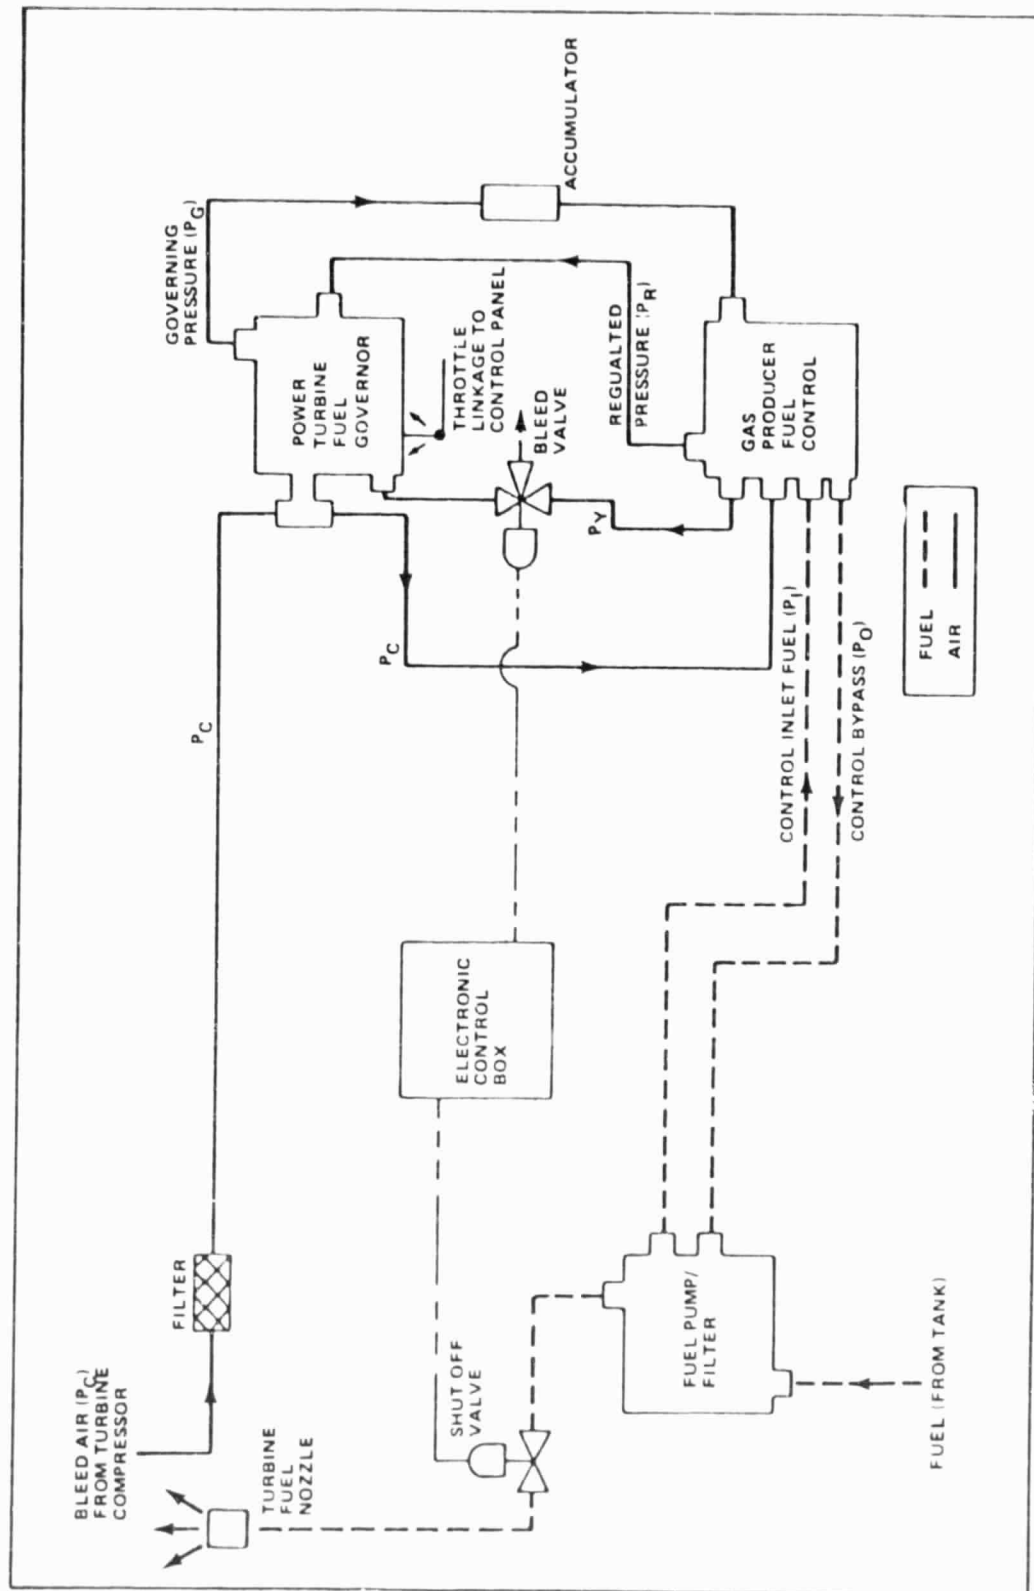 BLEED AIR (PC)
FROM TURBINE
COMPRESSOR
FILTER
PC
GOVERNING
PRESSURE (PG)
TURBINE
FUEL
NOZZLE
POWER
TURBINE
FUEL
GOVERNOR
ACCUMULATOR
PC
THROTTLE
LINKAGE TO
CONTROL PANEL
SHUT OFF
VALVE
ELECTRONIC
CONTROL
BOX
BLEED
VALVE
PY
REGUALTED
PRESSURE (PR)
FUEL PUMP/
FILTER
GAS
PRODUCER
FUEL
CONTROL
CONTROL INLET FUEL (PI)
CONTROL BYPASS (PO)
FUEL (FROM TANK)
FUEL
AIR